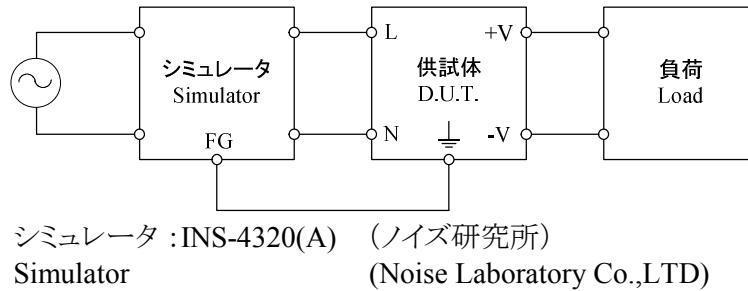 シミュレータ
Simulator
FG
L
N
供試体
D.U.T.
+V
-V
負荷
Load
シミュレータ :INS-4320(A) (ノイズ研究所)
Simulator (Noise Laboratory Co.,LTD)